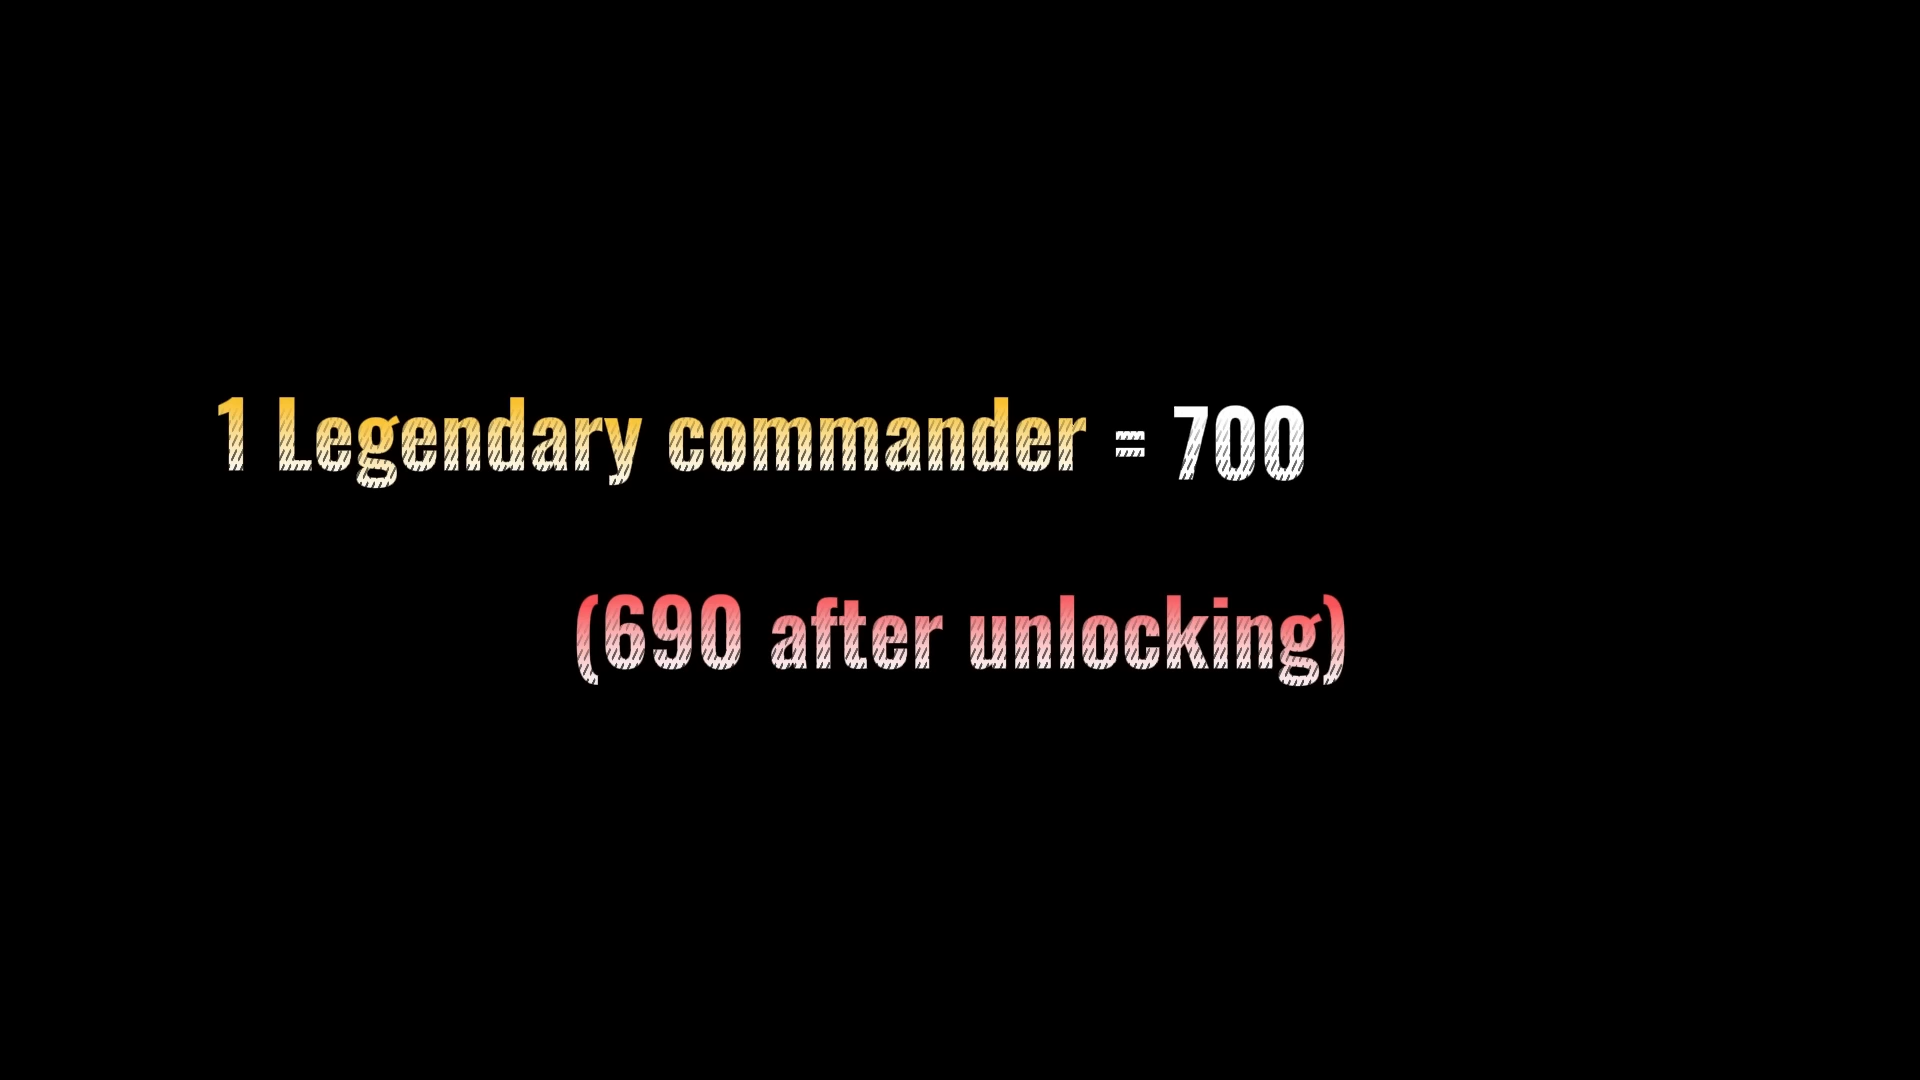 1 Legendary commander = 700
(690 after unlocking)